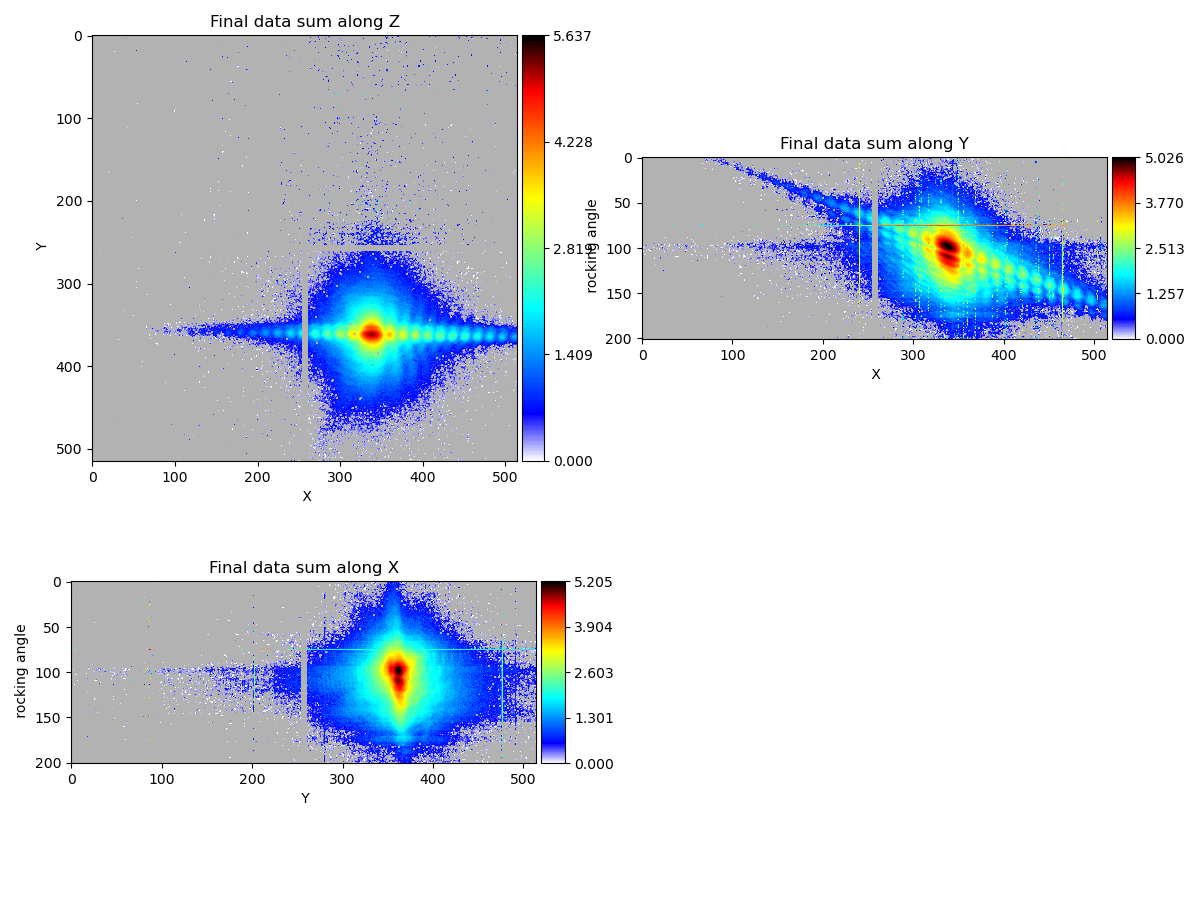 Final data sum along Z
0
100
200
300
400
500
Y
0 100 200 300 400 500
X
5.637
4.228
2.819
1.409
0.000
Final data sum along Y
0
50
100
150
200
rocking angle
0 100 200 300 400 500
X
5.026
3.770
2.513
1.257
0.000
Final data sum along X
0
50
100
150
200
rocking angle
0 100 200 300 400 500
Y
5.205
3.904
2.603
1.301
0.000